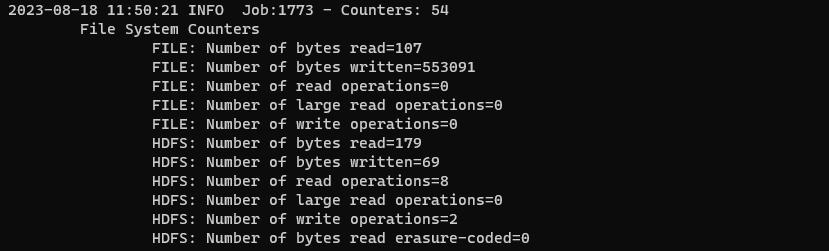 2023-08-18 11:50:21 INFO  Job:1773 - Counters: 54
        File System Counters
                FILE: Number of bytes read=107
                FILE: Number of bytes written=553091
                FILE: Number of read operations=0
                FILE: Number of large read operations=0
                FILE: Number of write operations=0
                HDFS: Number of bytes read=179
                HDFS: Number of bytes written=69
                HDFS: Number of read operations=8
                HDFS: Number of large read operations=0
                HDFS: Number of write operations=2
                HDFS: Number of bytes read erasure-coded=0